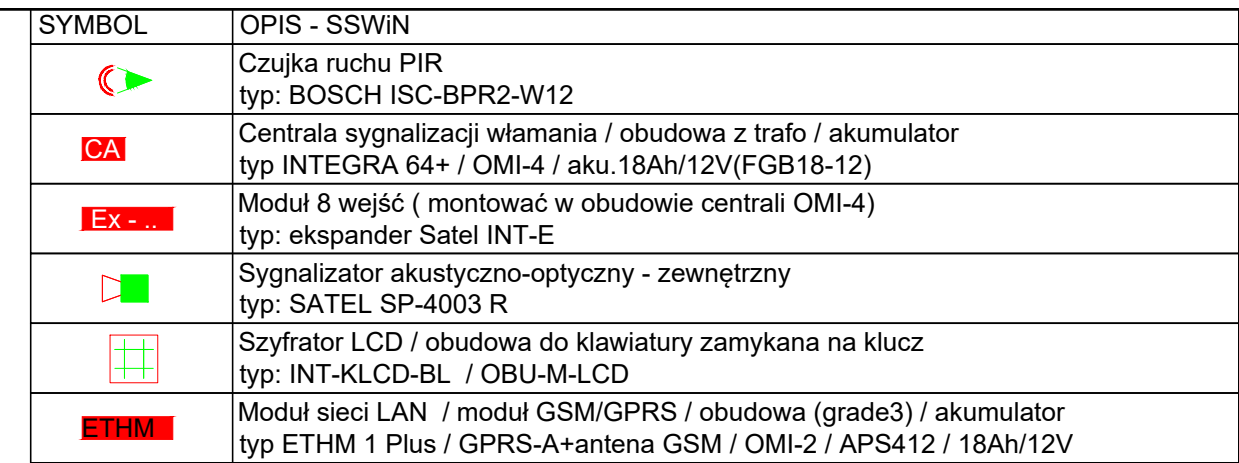 SYMBOL OPIS - SSWiN
Czujka ruchu PIR
typ: BOSCH ISC-BPR2-W12
CA
Centrala sygnalizacji włamania / obudowa z trafo / akumulator
typ INTEGRA 64+ / OMI-4 / aku.18Ah/12V(FGB18-12)
Ex - ..
Moduł 8 wejść ( montować w obudowie centrali OMI-4)
typ: ekspander Satel INT-E
Sygnalizator akustyczno-optyczny - zewnętrzny
typ: SATEL SP-4003 R
Szyfrator LCD / obudowa do klawiatury zamykana na klucz
typ: INT-KLCD-BL / OBU-M-LCD
ETHM
Moduł sieci LAN / moduł GSM/GPRS / obudowa (grade3) / akumulator
typ ETHM 1 Plus / GPRS-A+antena GSM / OMI-2 / APS412 / 18Ah/12V